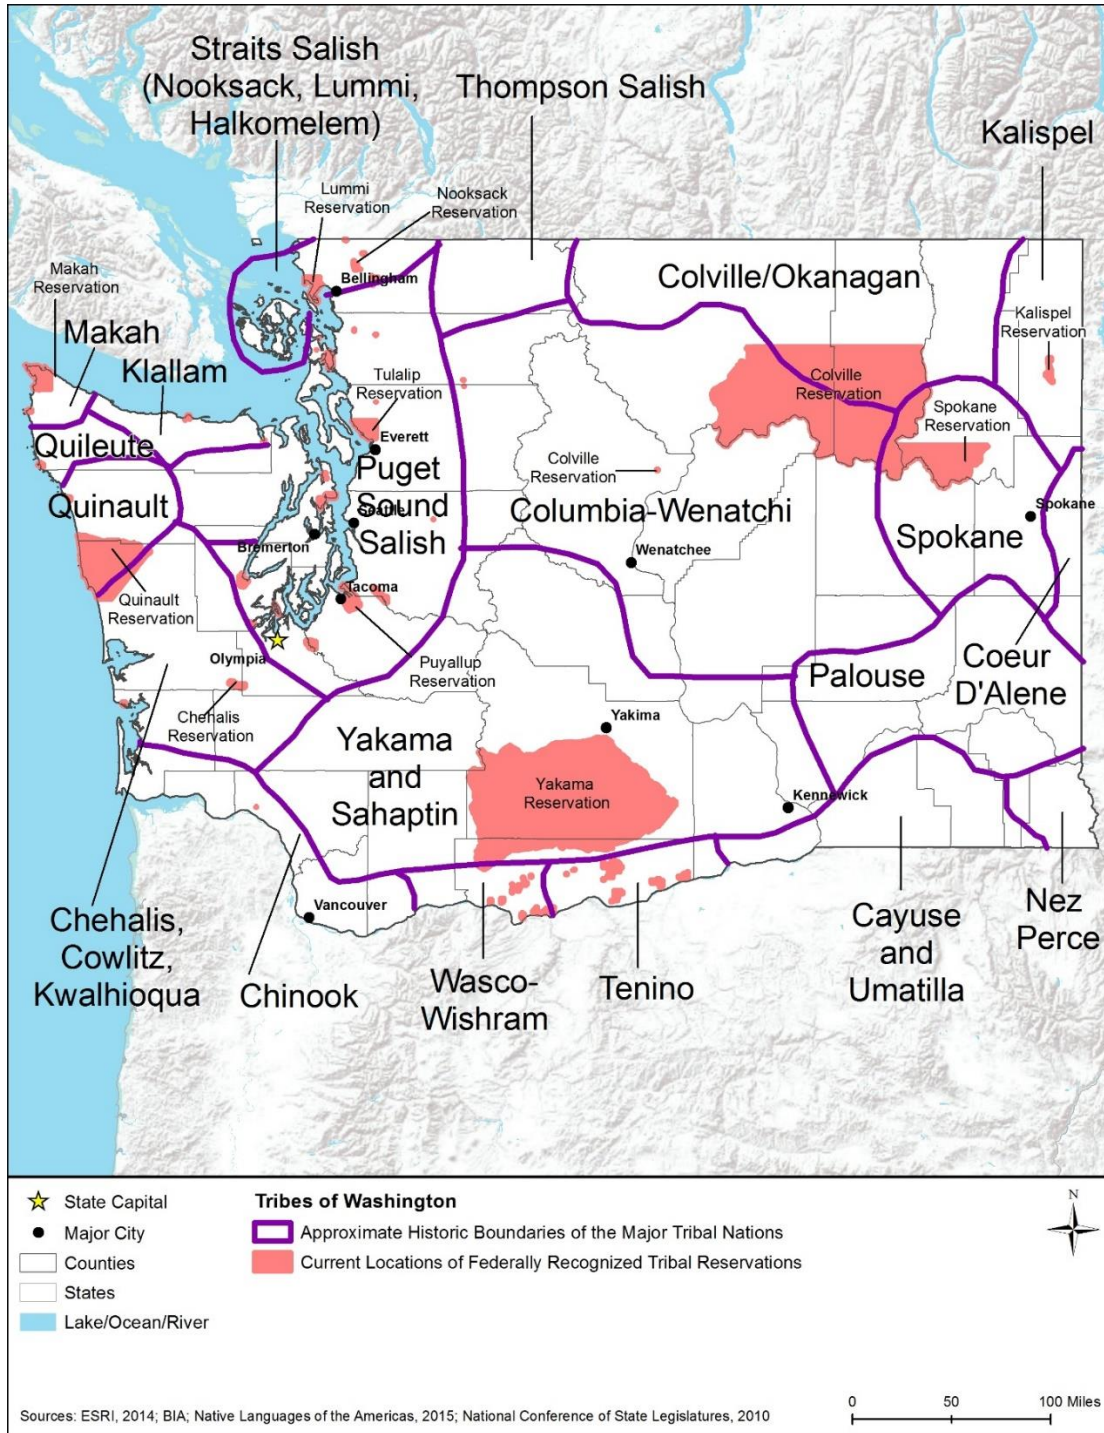 Straits Salish
(Nooksack, Lummi,
Halkomelem)
Thompson Salish
Kalispel
Lummi
Reservation
Nooksack
Reservation
Makah
Reservation
Bellingham
Colville/Okanagan
Makah
Klallam
Kalispel
Reservation
Tulalip
Reservation
Colville
Reservation
Spokane
Reservation
Everett
Quileute
Puget
Sound
Salish
Colville
Reservation
Quinault
Columbia-Wenatchi
Seattle
Spokane
Spokane
Bremerton
Wenatchee
Tacoma
Quinault
Reservation
Olympia
Puyallup
Reservation
Palouse
Coeur
D'Alene
Chehalis
Reservation
Yakima
Yakama
and
Sahaptin
Yakama
Reservation
Kennewick
Vancouver
Chehalis,
Cowlitz,
Kwalhioqua
Chinook
Wasco-
Wishram
Tenino
Cayuse
and
Umatilla
Nez
Perce
State Capital
Major City
Counties
States
Lake/Ocean/River
Tribes of Washington
Approximate Historic Boundaries of the Major Tribal Nations
Current Locations of Federally Recognized Tribal Reservations
N
Sources: ESRI, 2014; BIA; Native Languages of the Americas, 2015; National Conference of State Legislatures, 2010
0 50 100 Miles